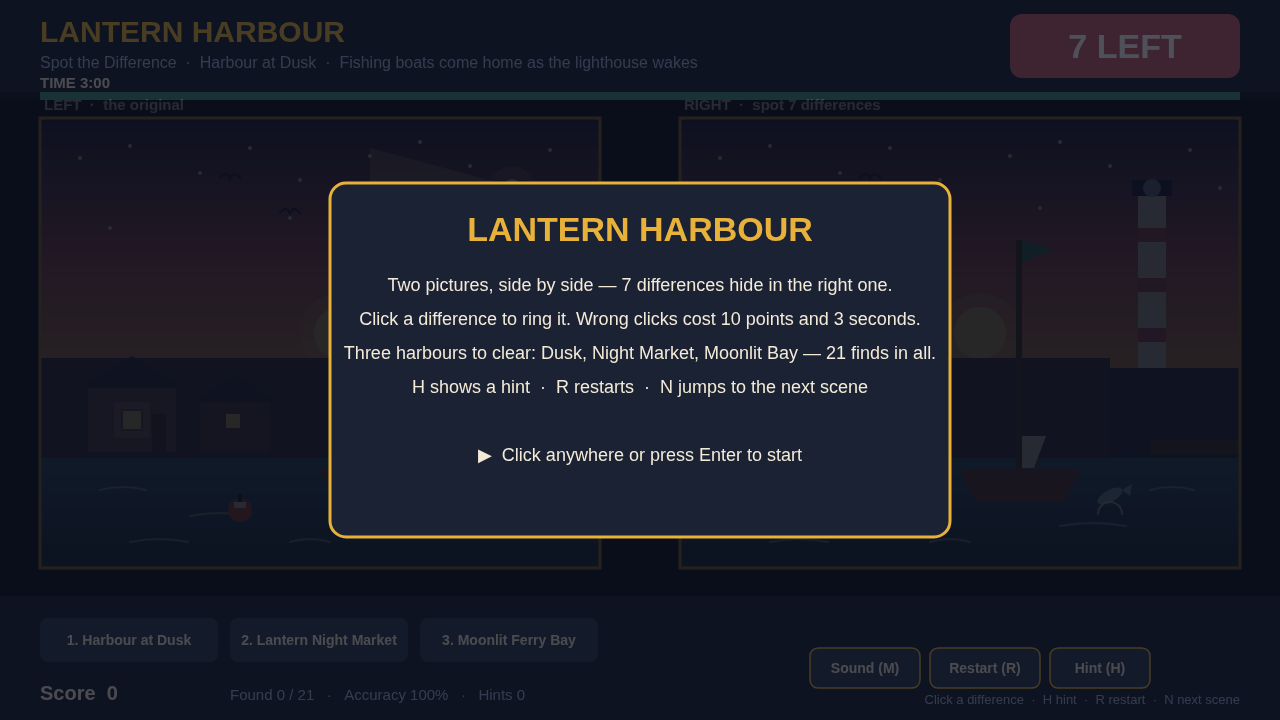 LANTERN HARBOUR
7 LEFT
Spot the Difference · Harbour at Dusk · Fishing boats come home as the lighthouse wakes
TIME 3:00
LEFT · the original
RIGHT · spot 7 differences
LANTERN HARBOUR
Two pictures, side by side — 7 differences hide in the right one.
Click a difference to ring it. Wrong clicks cost 10 points and 3 seconds.
Three harbours to clear: Dusk, Night Market, Moonlit Bay — 21 finds in all.
H shows a hint · R restarts · N jumps to the next scene
▶ Click anywhere or press Enter to start
1. Harbour at Dusk
2. Lantern Night Market
3. Moonlit Ferry Bay
Sound (M)
Restart (R)
Hint (H)
Score 0
Found 0 / 21 · Accuracy 100% · Hints 0
Click a difference · H hint · R restart · N next scene